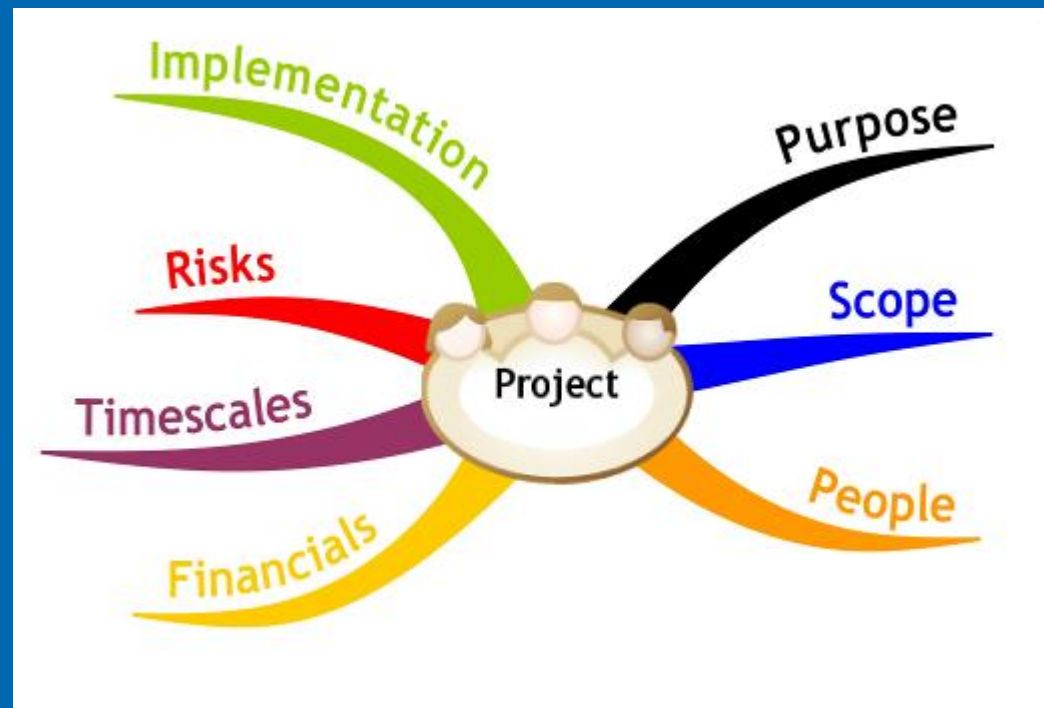 Implementation
Purpose
Risks
Scope
Project
Timescales
People
Financials